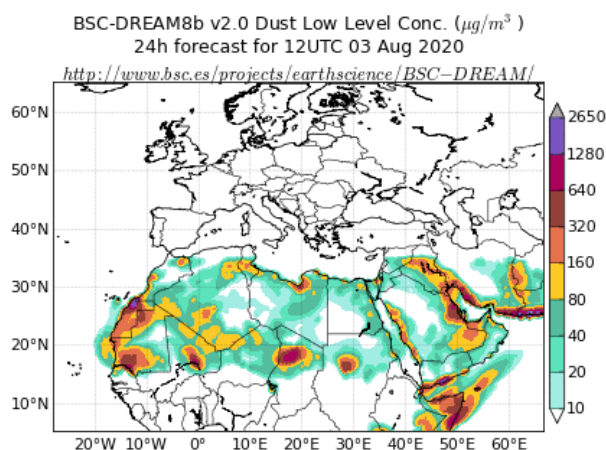 BSC-DREAM8b v2.0 Dust Low Level Conc. (μg/m³ )
24h forecast for 12UTC 03 Aug 2020
http://www.bsc.es/projects/earthscience/BSC−DREAM/
60°N
50°N
40°N
30°N
20°N
10°N
20°W
10°W
0°
10°E
20°E
30°E
40°E
50°E
60°E
2650
1280
640
320
160
80
40
20
10